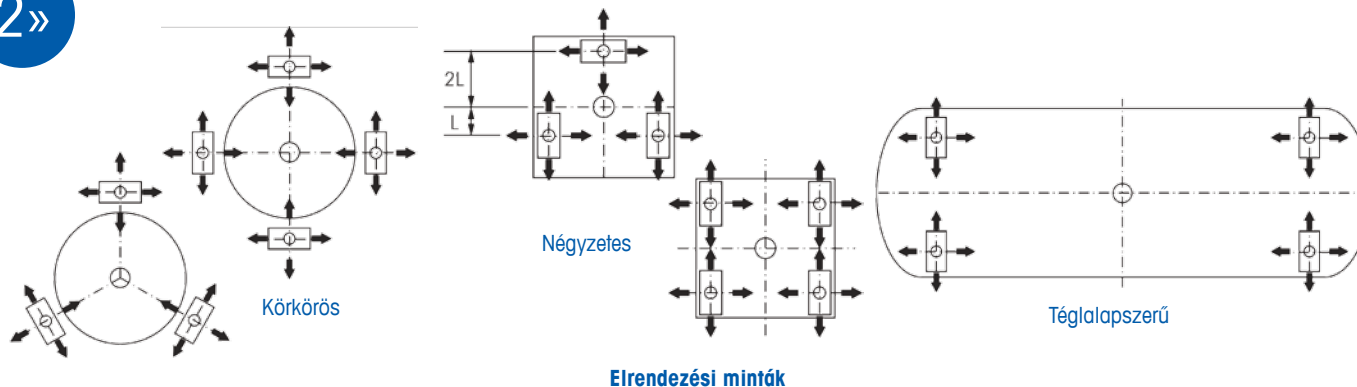 2»
2L
L
Négyzetes
Körkörös
Téglalapszerű
Elrendezési minták